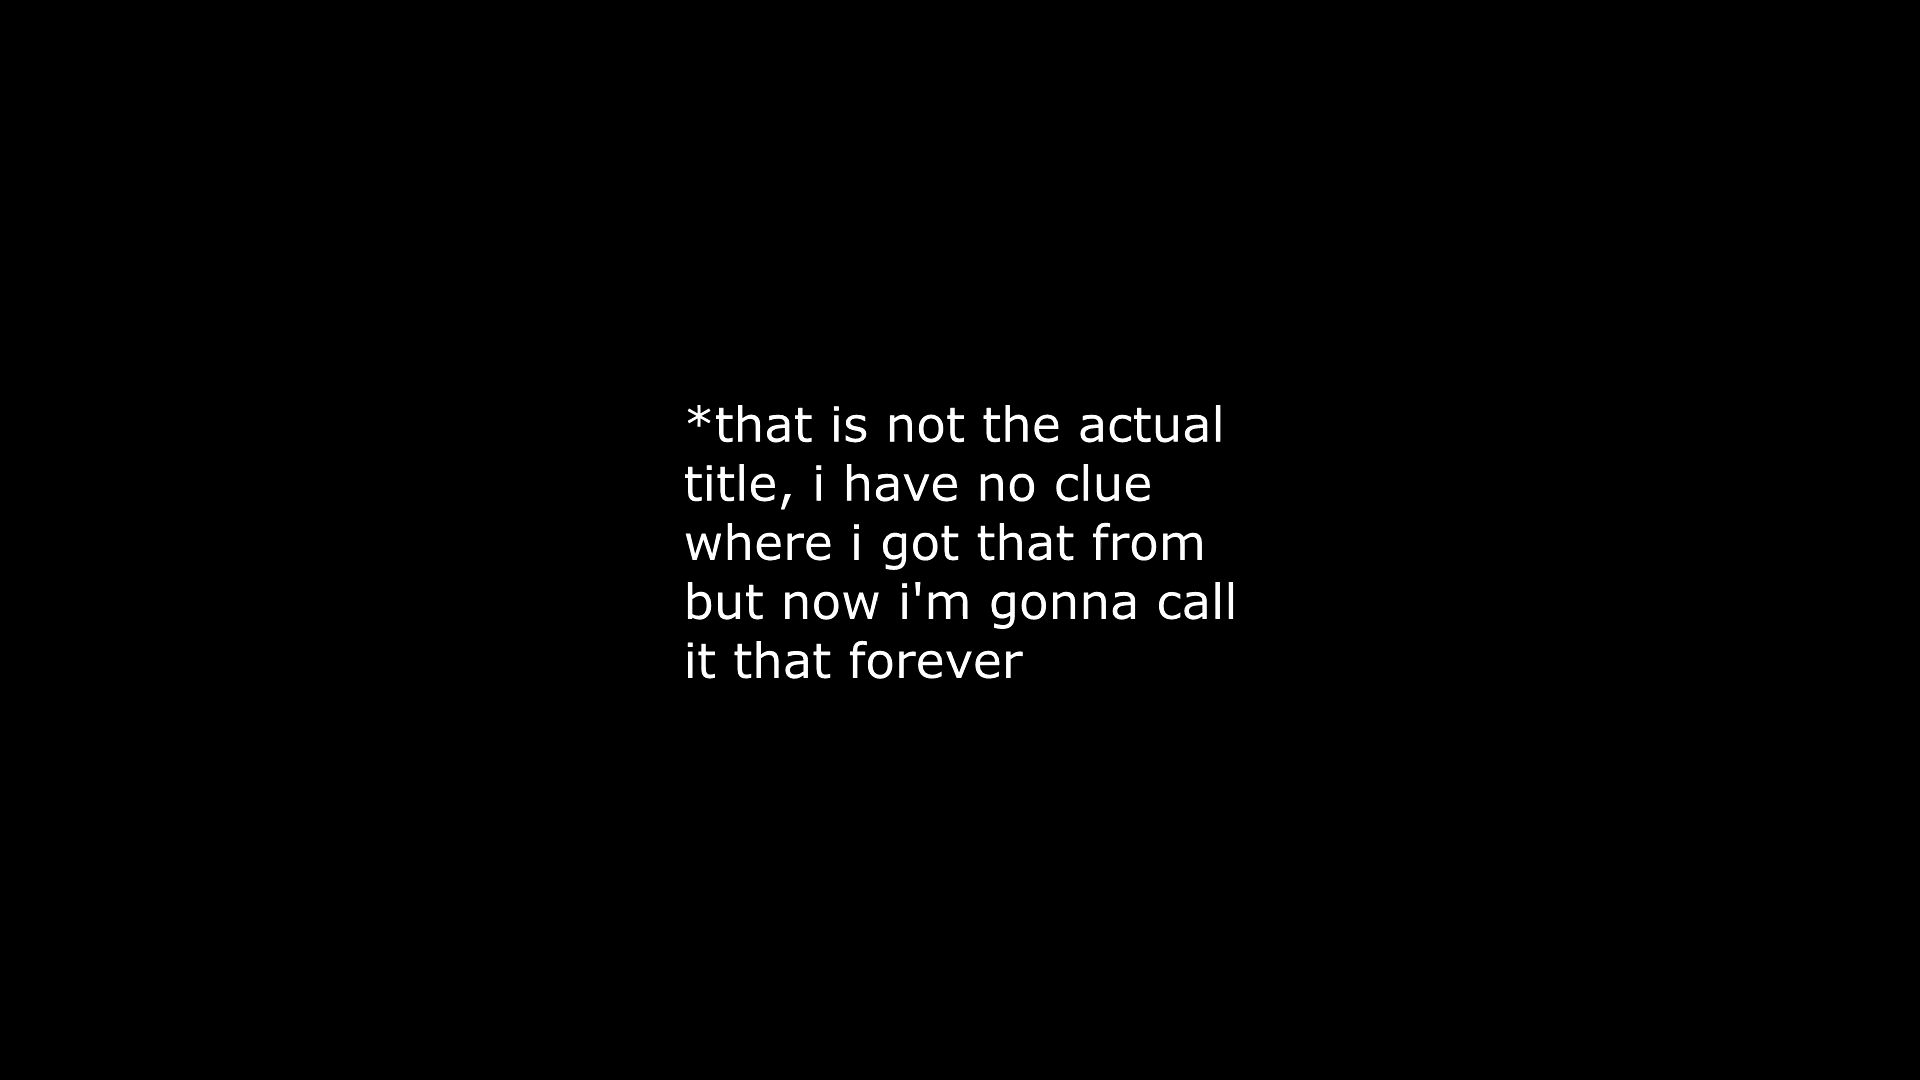 *that is not the actual
title, i have no clue
where i got that from
but now i'm gonna call
it that forever